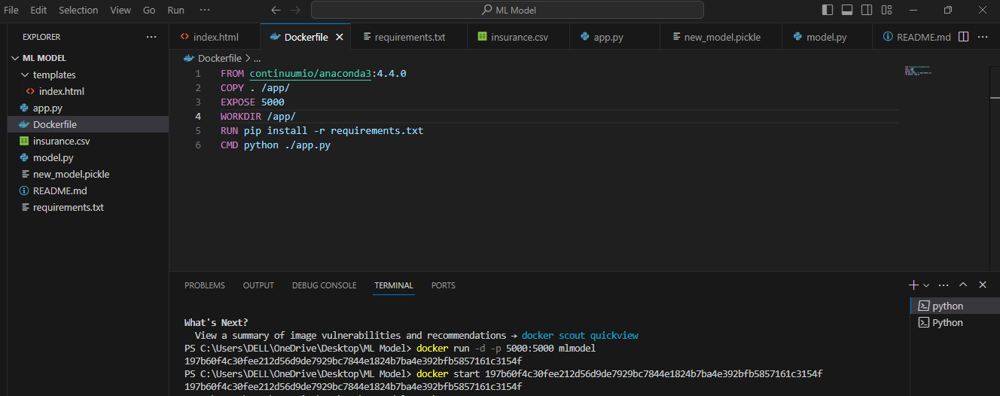 File Edit Selection View Go Run ··· ML Model
EXPLORER ···
ML MODEL
templates
index.html
app.py
Dockerfile
insurance.csv
model.py
new_model.pickle
README.md
requirements.txt
index.html Dockerfile requirements.txt insurance.csv app.py new_model.pickle model.py README.md ···
Dockerfile > ...
1 FROM continuumio/anaconda3:4.4.0
2 COPY . /app/
3 EXPOSE 5000
4 WORKDIR /app/
5 RUN pip install -r requirements.txt
6 CMD python ./app.py
PROBLEMS OUTPUT DEBUG CONSOLE TERMINAL PORTS
What's Next?
View a summary of image vulnerabilities and recommendations → docker scout quickview
PS C:\Users\DELL\OneDrive\Desktop\ML Model> docker run -d -p 5000:5000 mlmodel
197b60f4c30fee212d56d9de7929bc7844e1824b7ba4e392bfb5857161c3154f
PS C:\Users\DELL\OneDrive\Desktop\ML Model> docker start 197b60f4c30fee212d56d9de7929bc7844e1824b7ba4e392bfb5857161c3154f
197b60f4c30fee212d56d9de7929bc7844e1824b7ba4e392bfb5857161c3154f
python
Python